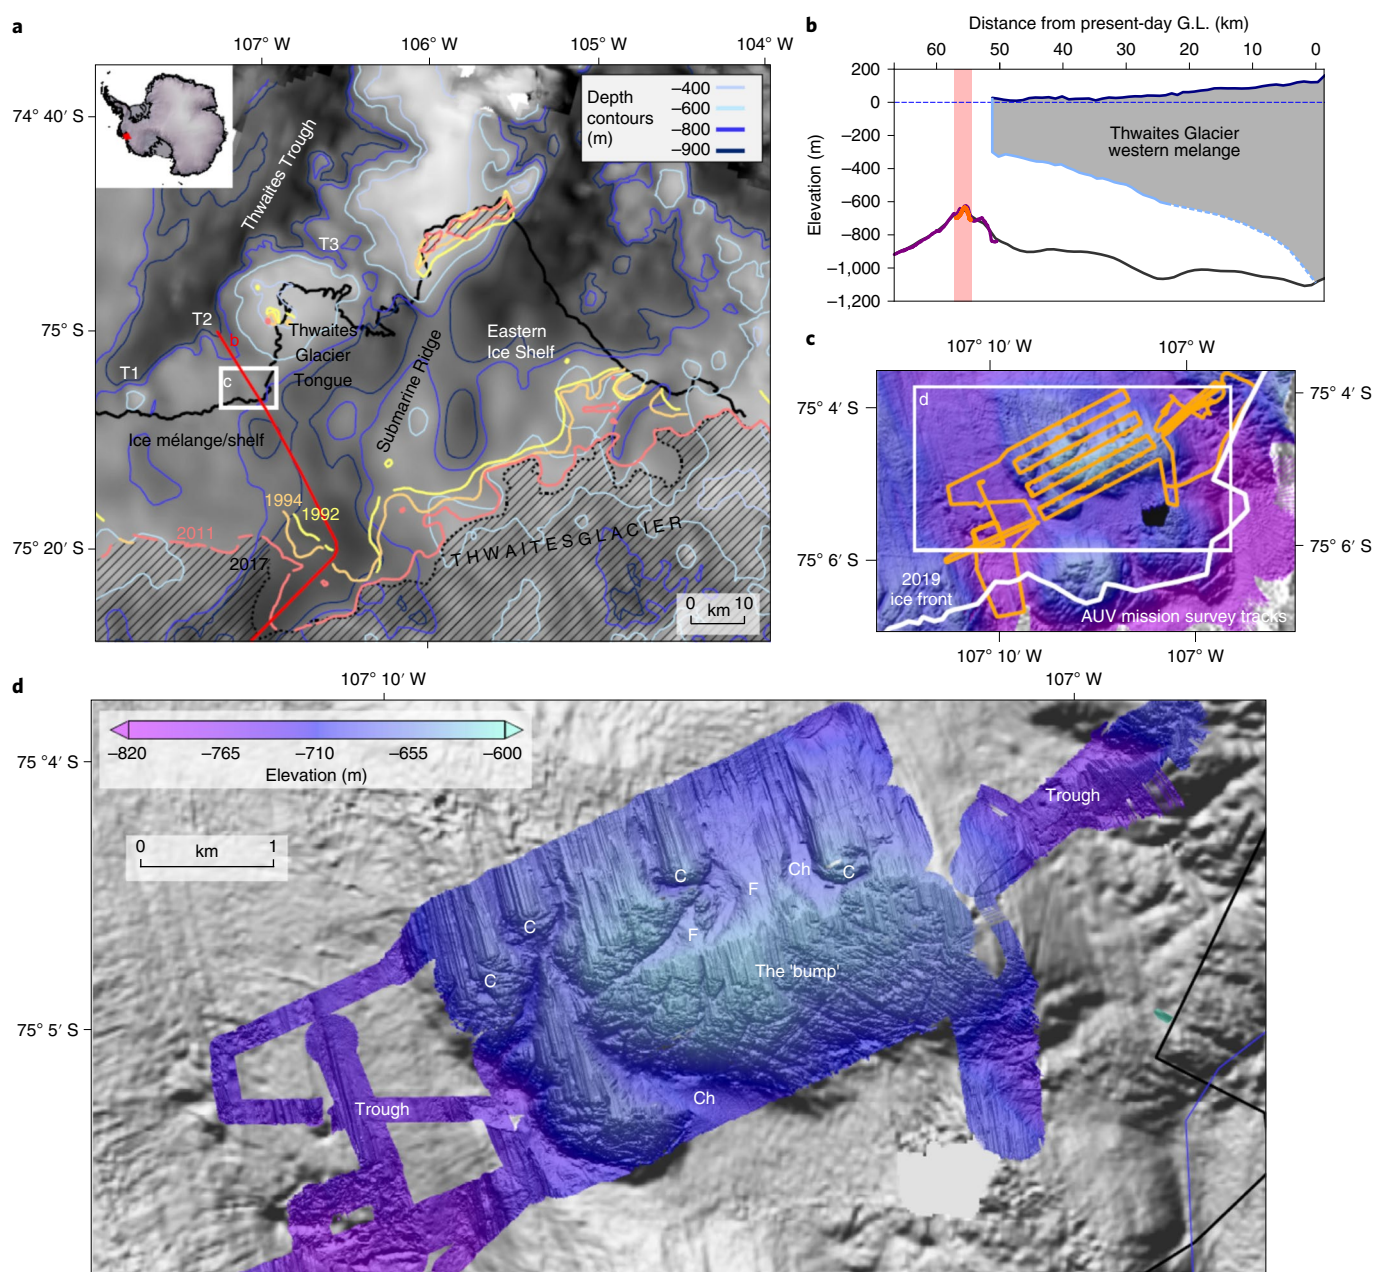 a
107° W
106° W
105° W
104° W
74° 40′ S
75° S
75° 20′ S
Depth
contours
(m)
−400
−600
−800
−900
Thwaites Trough
T3
T2
T1
b
c
Thwaites
Glacier
Tongue
Submarine Ridge
Eastern
Ice Shelf
Ice mélange/shelf
1994
1992
2011
2017
THWAITES GLACIER
0 km 10
b
Distance from present-day G.L. (km)
60 50 40 30 20 10 0
200
0
−200
−400
−600
−800
−1,000
−1,200
Elevation (m)
Thwaites Glacier
western melange
c
107° 10′ W
107° W
75° 4′ S
75° 4′ S
75° 6′ S
75° 6′ S
d
2019
ice front
AUV mission survey tracks
107° 10′ W
107° W
d
107° 10′ W
107° W
75 °4′ S
75° 5′ S
−820 −765 −710 −655 −600
Elevation (m)
0 km 1
Trough
C
Ch
C
F
C
F
The 'bump'
C
Ch
Trough